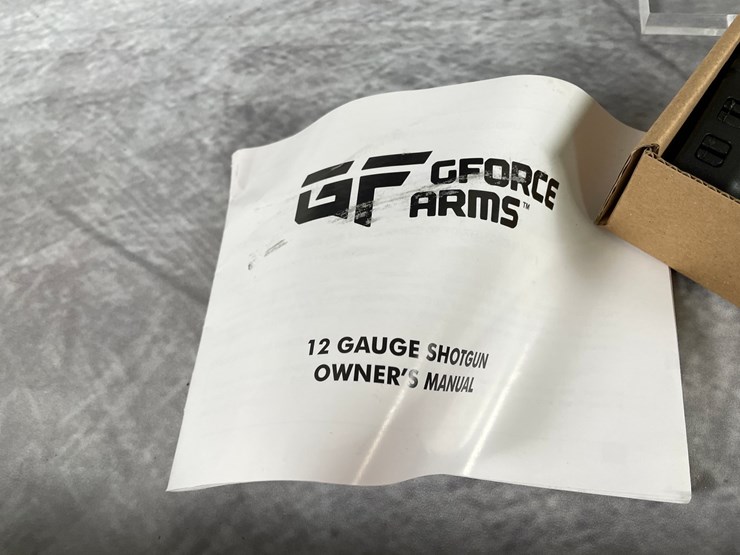 GF GFORCE
ARMS™
12 GAUGE SHOTGUN
OWNER'S MANUAL